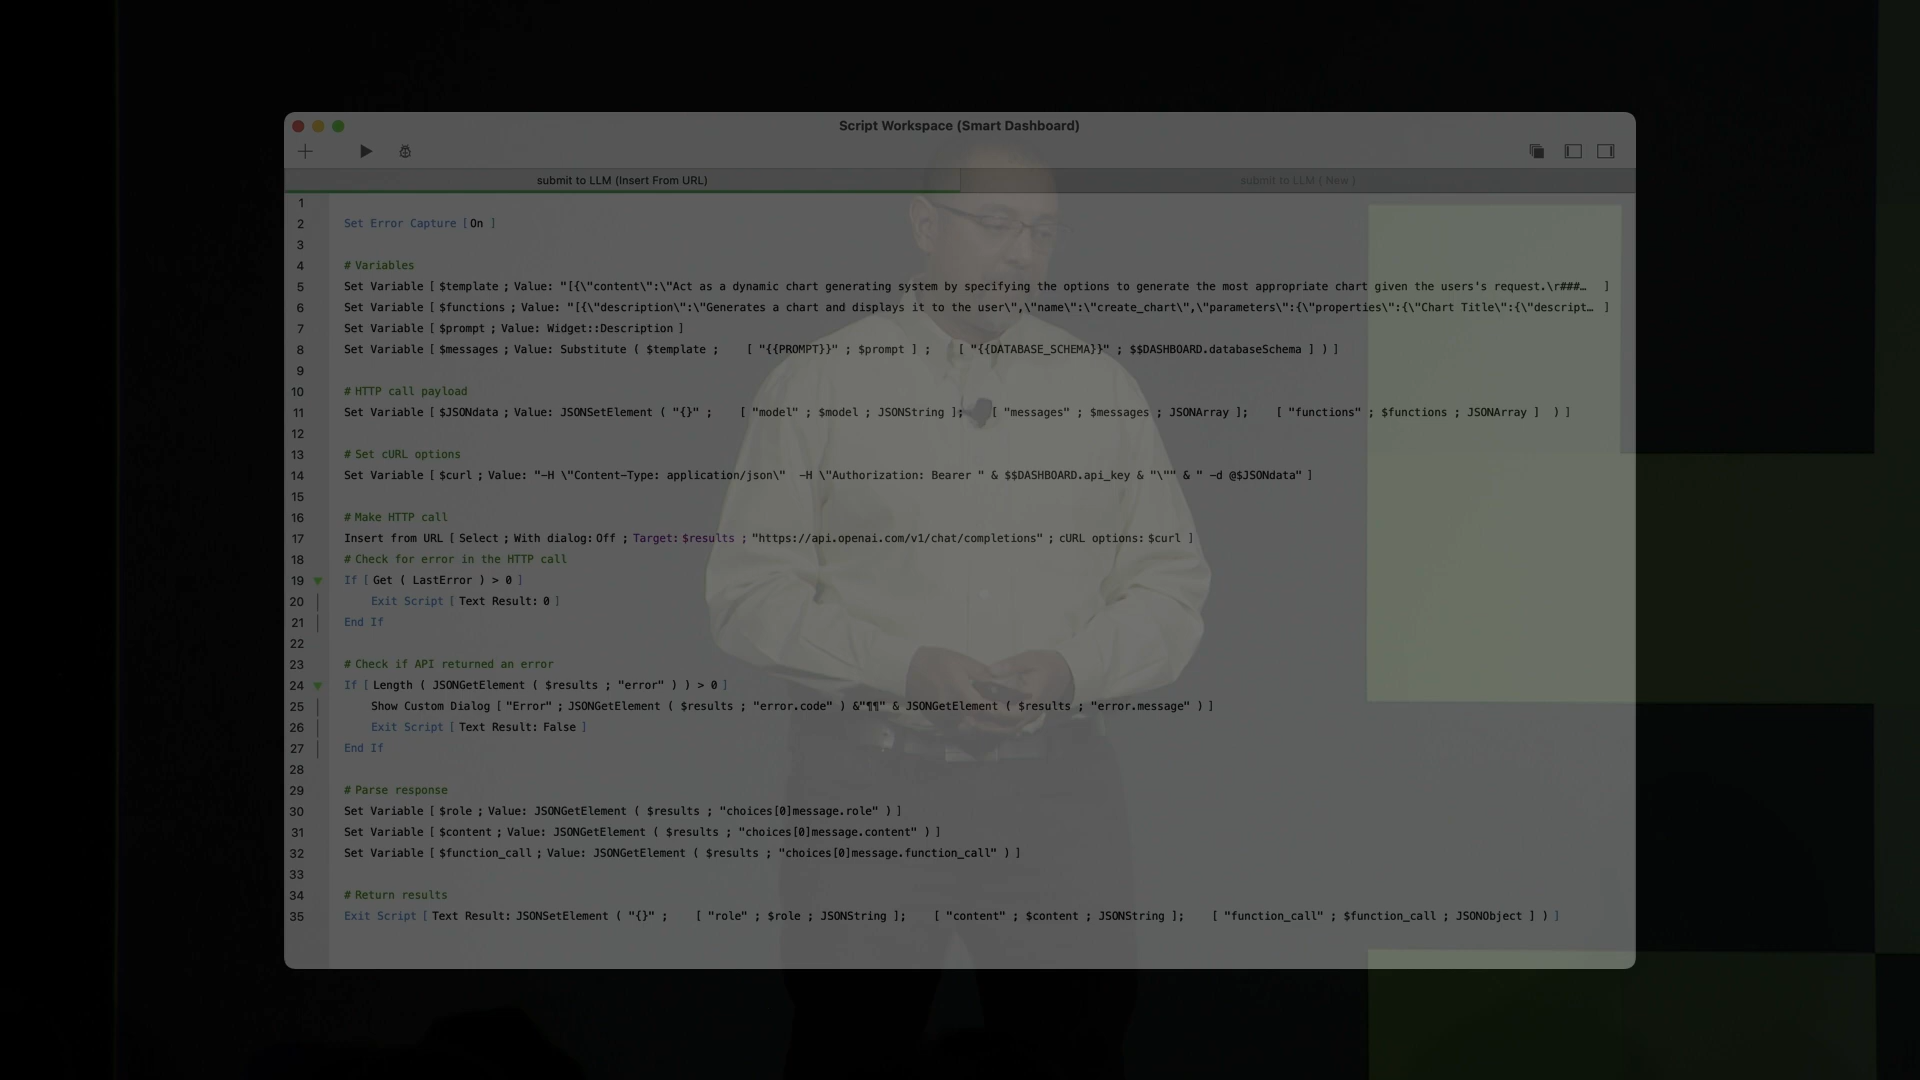 Script Workspace (Smart Dashboard)
submit to LLM (Insert From URL)
submit to LLM ( New )
1
2 Set Error Capture [ On ]
3
4 # Variables
5 Set Variable [ $template ; Value: "[{\"content\":\"Act as a dynamic chart generating system by specifying the options to generate the most appropriate chart given the users's request.\r###… ]
6 Set Variable [ $functions ; Value: "[{\"description\":\"Generates a chart and displays it to the user\",\"name\":\"create_chart\",\"parameters\":{\"properties\":{\"Chart Title\":{\"descript… ]
7 Set Variable [ $prompt ; Value: Widget::Description ]
8 Set Variable [ $messages ; Value: Substitute ( $template ; [ "{{PROMPT}}" ; $prompt ] ; [ "{{DATABASE_SCHEMA}}" ; $$DASHBOARD.databaseSchema ] ) ]
9
10 # HTTP call payload
11 Set Variable [ $JSONdata ; Value: JSONSetElement ( "{}" ; [ "model" ; $model ; JSONString ]; [ "messages" ; $messages ; JSONArray ]; [ "functions" ; $functions ; JSONArray ] ) ]
12
13 # Set cURL options
14 Set Variable [ $curl ; Value: "-H \"Content-Type: application/json\" -H \"Authorization: Bearer " & $$DASHBOARD.api_key & "\"" & " -d @$JSONdata" ]
15
16 # Make HTTP call
17 Insert from URL [ Select ; With dialog: Off ; Target: $results ; "https://api.openai.com/v1/chat/completions" ; cURL options: $curl ]
18 # Check for error in the HTTP call
19 If [ Get ( LastError ) > 0 ]
20 Exit Script [ Text Result: 0 ]
21 End If
22
23 # Check if API returned an error
24 If [ Length ( JSONGetElement ( $results ; "error" ) ) > 0 ]
25 Show Custom Dialog [ "Error" ; JSONGetElement ( $results ; "error.code" ) &"¶¶" & JSONGetElement ( $results ; "error.message" ) ]
26 Exit Script [ Text Result: False ]
27 End If
28
29 # Parse response
30 Set Variable [ $role ; Value: JSONGetElement ( $results ; "choices[0]message.role" ) ]
31 Set Variable [ $content ; Value: JSONGetElement ( $results ; "choices[0]message.content" ) ]
32 Set Variable [ $function_call ; Value: JSONGetElement ( $results ; "choices[0]message.function_call" ) ]
33
34 # Return results
35 Exit Script [ Text Result: JSONSetElement ( "{}" ; [ "role" ; $role ; JSONString ]; [ "content" ; $content ; JSONString ]; [ "function_call" ; $function_call ; JSONObject ] ) ]